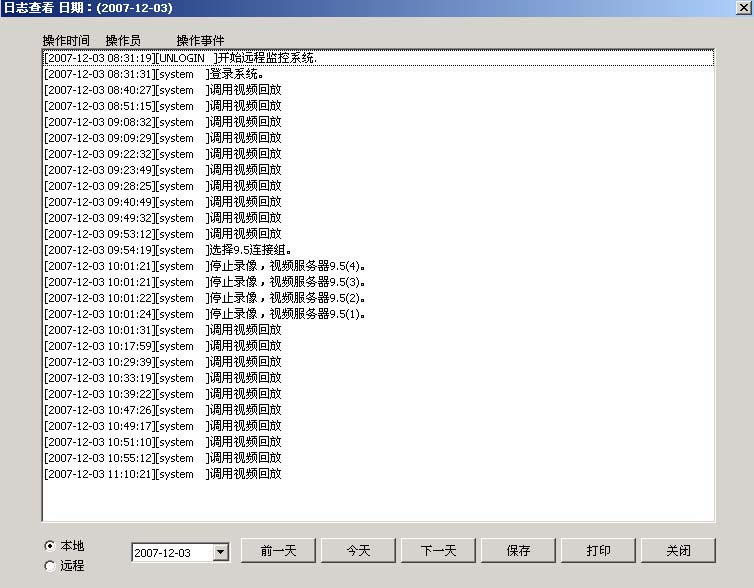 日志查看 日期：(2007-12-03)
操作时间 操作员 操作事件
[2007-12-03 08:31:19][UNLOGIN ]开始远程监控系统.
[2007-12-03 08:31:31][system ]登录系统。
[2007-12-03 08:40:27][system ]调用视频回放
[2007-12-03 08:51:15][system ]调用视频回放
[2007-12-03 09:08:32][system ]调用视频回放
[2007-12-03 09:09:29][system ]调用视频回放
[2007-12-03 09:22:32][system ]调用视频回放
[2007-12-03 09:23:49][system ]调用视频回放
[2007-12-03 09:28:25][system ]调用视频回放
[2007-12-03 09:40:49][system ]调用视频回放
[2007-12-03 09:49:32][system ]调用视频回放
[2007-12-03 09:53:12][system ]调用视频回放
[2007-12-03 09:54:19][system ]选择9.5连接组。
[2007-12-03 10:01:21][system ]停止录像，视频服务器9.5(4)。
[2007-12-03 10:01:21][system ]停止录像，视频服务器9.5(3)。
[2007-12-03 10:01:22][system ]停止录像，视频服务器9.5(2)。
[2007-12-03 10:01:24][system ]停止录像，视频服务器9.5(1)。
[2007-12-03 10:01:31][system ]调用视频回放
[2007-12-03 10:17:59][system ]调用视频回放
[2007-12-03 10:29:39][system ]调用视频回放
[2007-12-03 10:33:19][system ]调用视频回放
[2007-12-03 10:39:22][system ]调用视频回放
[2007-12-03 10:47:26][system ]调用视频回放
[2007-12-03 10:49:17][system ]调用视频回放
[2007-12-03 10:51:10][system ]调用视频回放
[2007-12-03 10:55:12][system ]调用视频回放
[2007-12-03 11:10:21][system ]调用视频回放
本地
远程
2007-12-03 前一天 今天 下一天 保存 打印 关闭